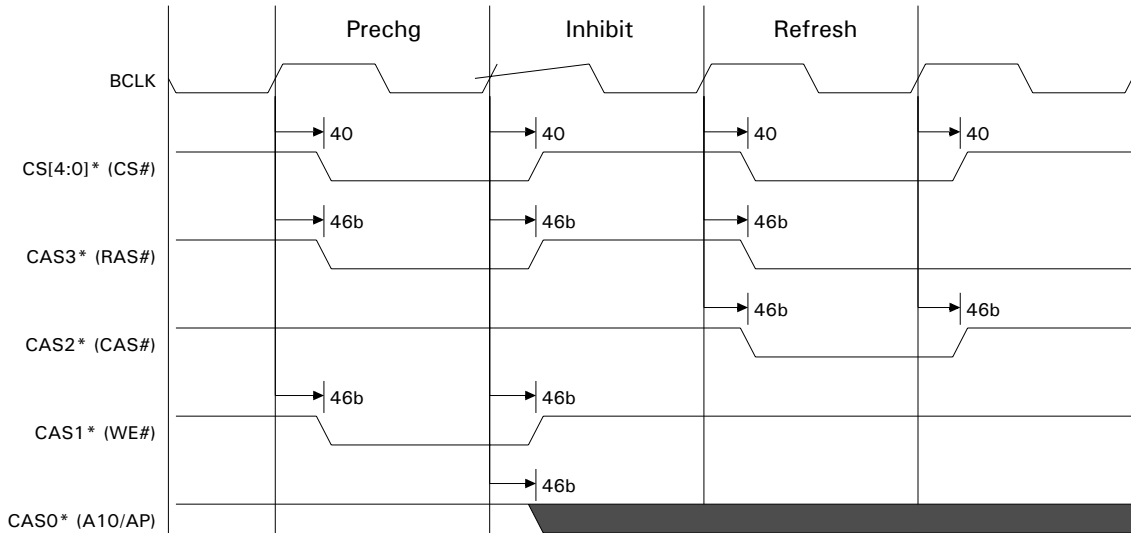 Prechg Inhibit Refresh
BCLK
40 40 40 40
CS[4:0]* (CS#)
46b 46b 46b
CAS3* (RAS#)
46b 46b
CAS2* (CAS#)
46b 46b
CAS1* (WE#)
46b
CAS0* (A10/AP)